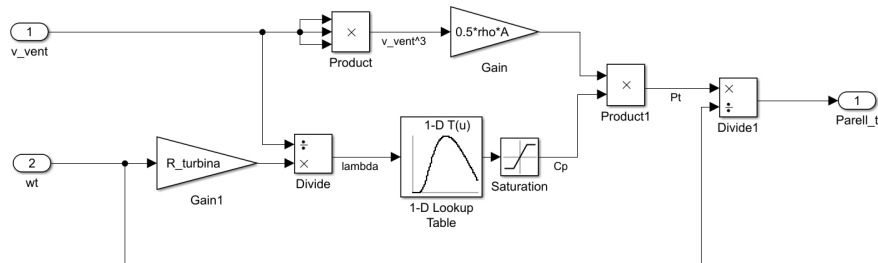 1
v_vent
×
Product
v_vent^3
0.5*rho*A
Gain
×
Product1
Pt
×
÷
Divide1
1
Parell_t
2
wt
R_turbina
Gain1
÷
×
Divide
lambda
1-D T(u)
1-D Lookup
Table
Saturation
Cp